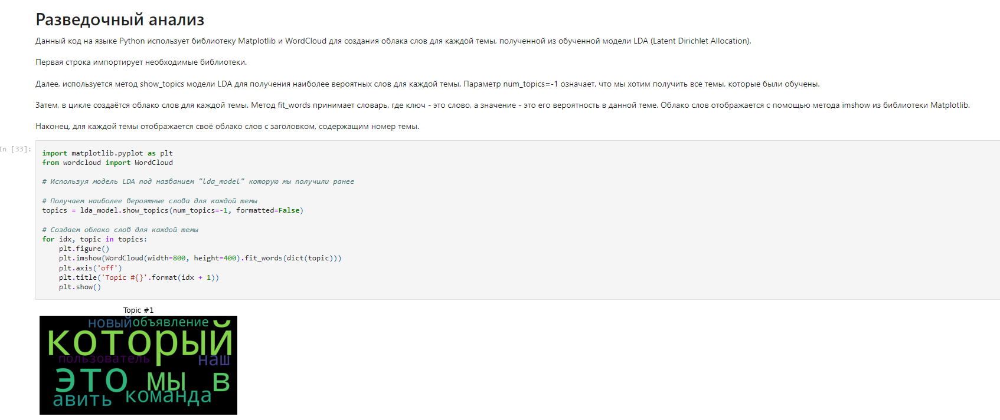 Разведочный анализ
Данный код на языке Python использует библиотеку Matplotlib и WordCloud для создания облака слов для каждой темы, полученной из обученной модели LDA (Latent Dirichlet Allocation).
Первая строка импортирует необходимые библиотеки.
Далее, используется метод show_topics модели LDA для получения наиболее вероятных слов для каждой темы. Параметр num_topics=-1 означает, что мы хотим получить все темы, которые были обучены.
Затем, в цикле создаётся облако слов для каждой темы. Метод fit_words принимает словарь, где ключ - это слово, а значение - это его вероятность в данной теме. Облако слов отображается с помощью метода imshow из библиотеки Matplotlib.
Наконец, для каждой темы отображается своё облако слов с заголовком, содержащим номер темы.
In [33]:
import matplotlib.pyplot as plt
from wordcloud import WordCloud
# Используя модель LDA под названием "lda_model" которую мы получили ранее
# Получаем наиболее вероятные слова для каждой темы
topics = lda_model.show_topics(num_topics=-1, formatted=False)
# Создаем облако слов для каждой темы
for idx, topic in topics:
    plt.figure()
    plt.imshow(WordCloud(width=800, height=400).fit_words(dict(topic)))
    plt.axis('off')
    plt.title('Topic #{}'.format(idx + 1))
    plt.show()
Topic #1
новый объявление
который
пользователь наш
это мы в
авить команда